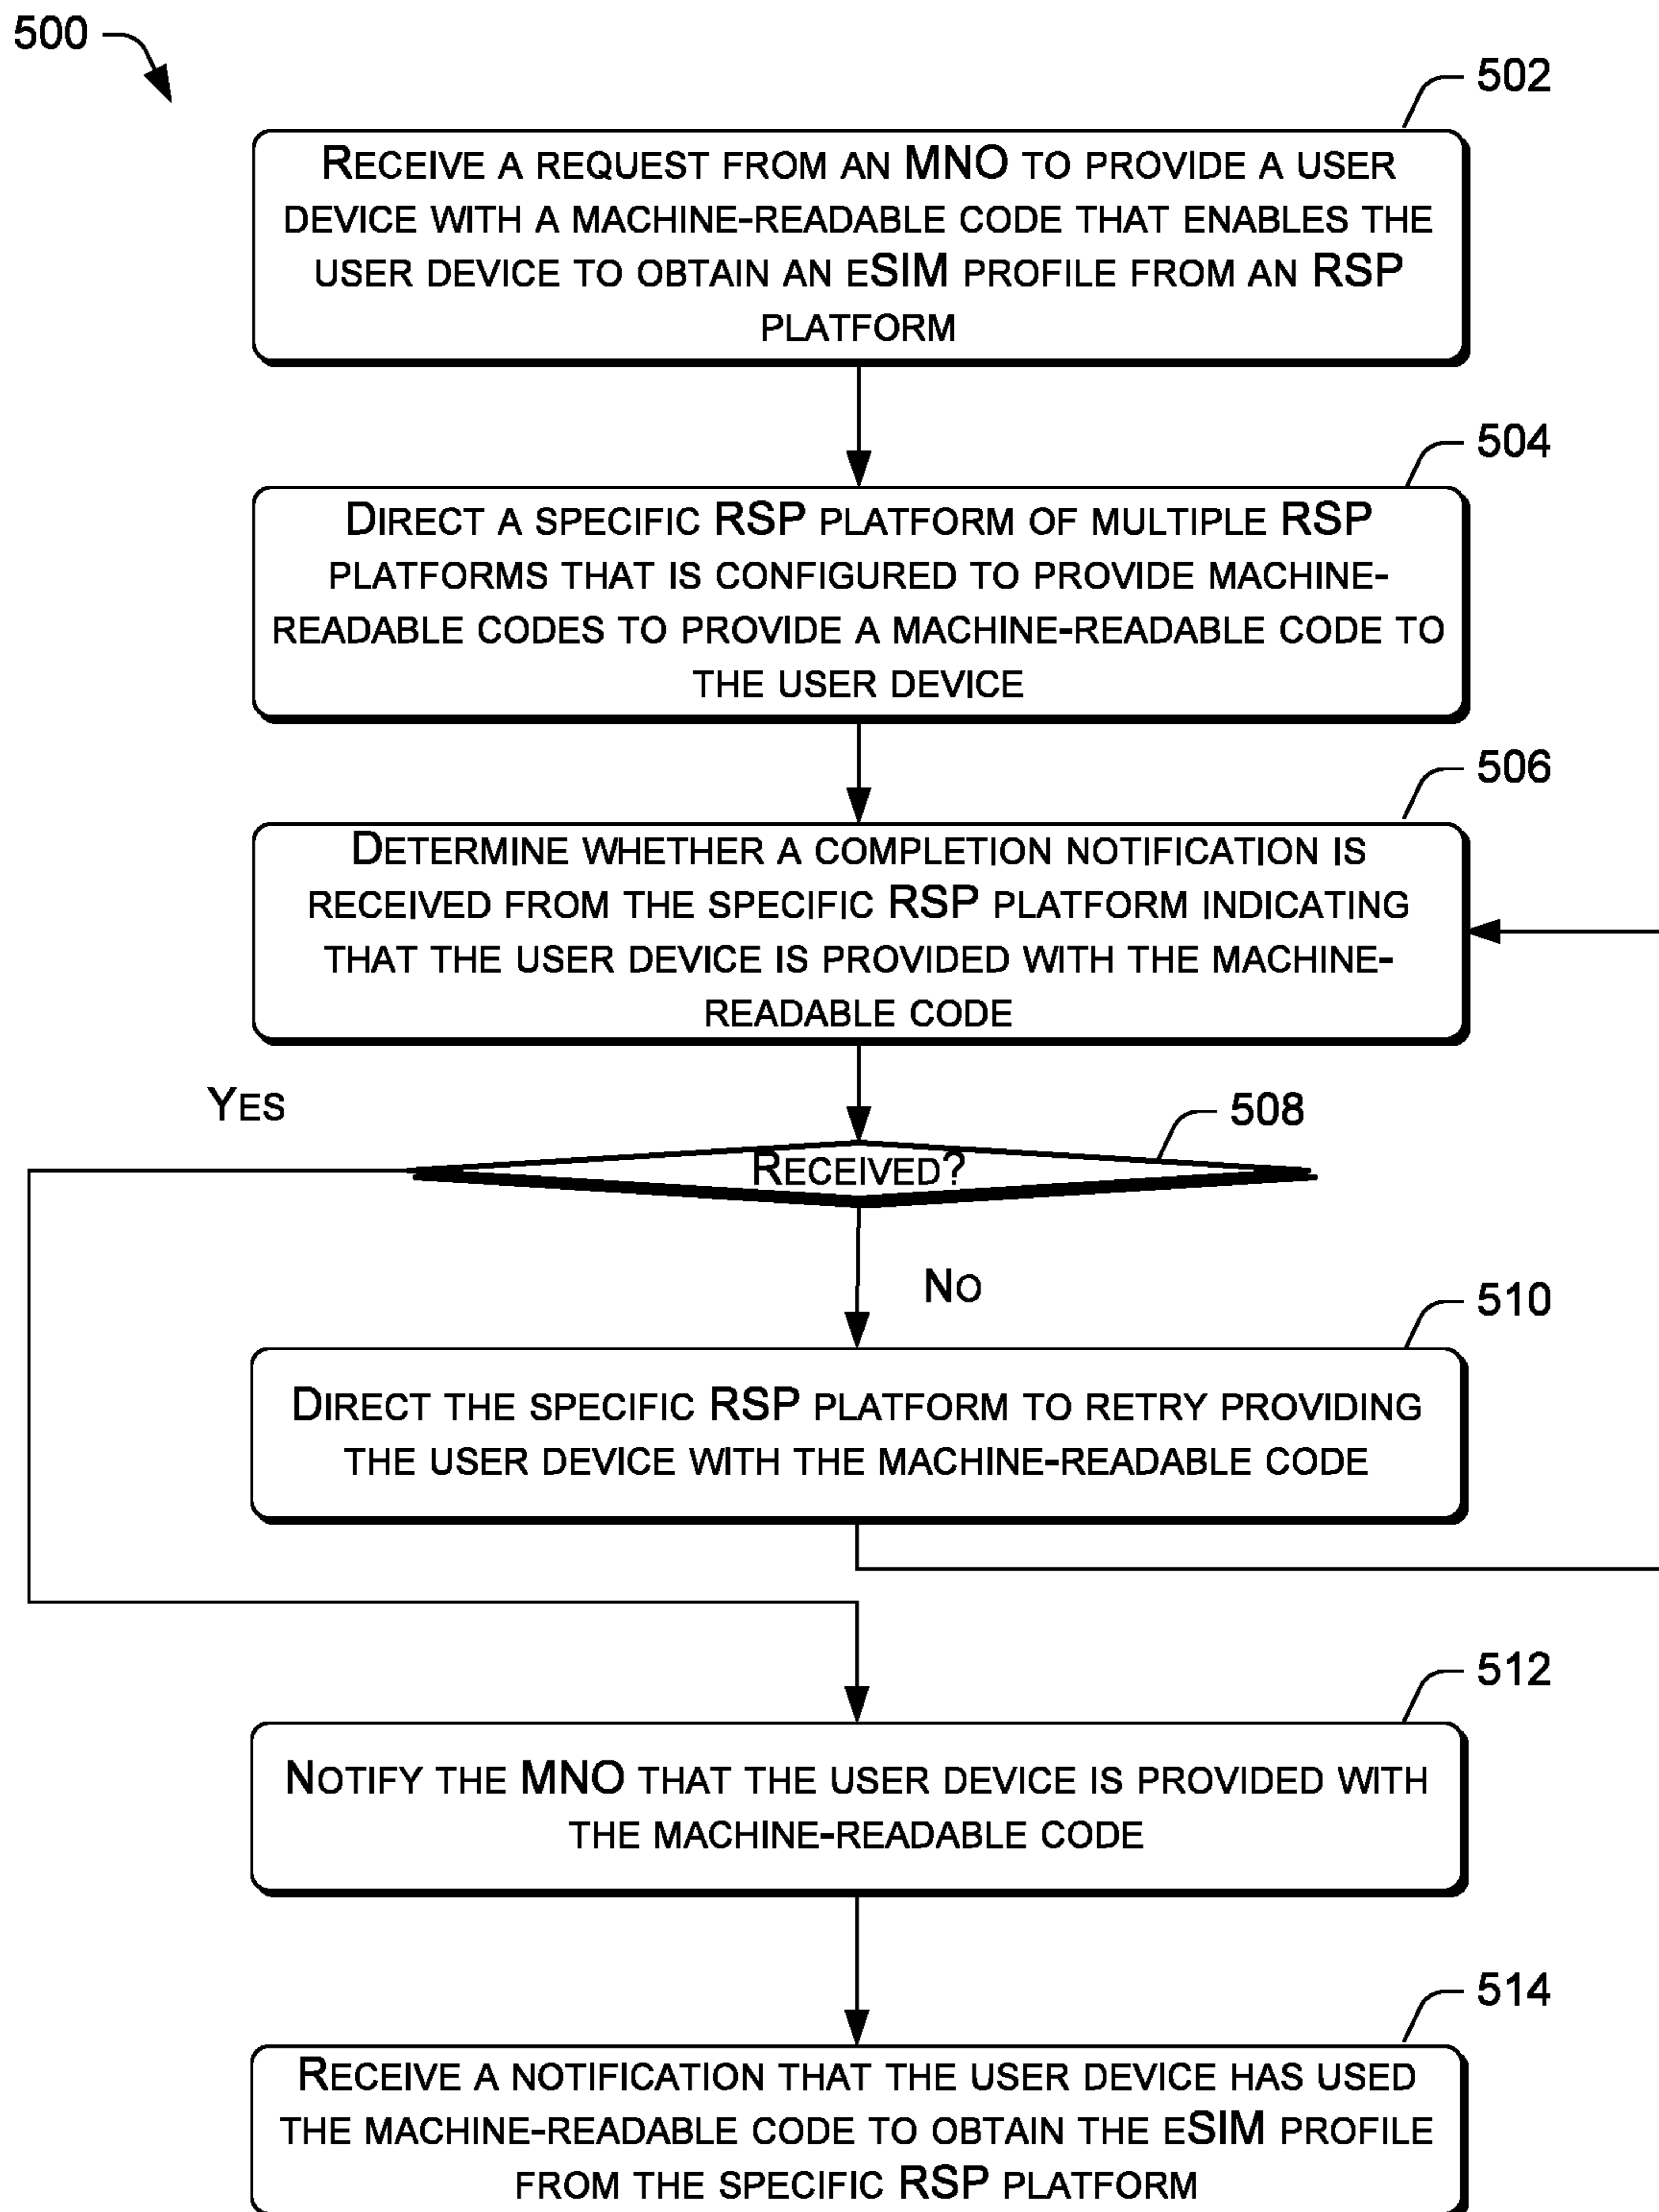 500
502
RECEIVE A REQUEST FROM AN MNO TO PROVIDE A USER
DEVICE WITH A MACHINE-READABLE CODE THAT ENABLES THE
USER DEVICE TO OBTAIN AN ESIM PROFILE FROM AN RSP
PLATFORM
504
DIRECT A SPECIFIC RSP PLATFORM OF MULTIPLE RSP
PLATFORMS THAT IS CONFIGURED TO PROVIDE MACHINE-
READABLE CODES TO PROVIDE A MACHINE-READABLE CODE TO
THE USER DEVICE
506
DETERMINE WHETHER A COMPLETION NOTIFICATION IS
RECEIVED FROM THE SPECIFIC RSP PLATFORM INDICATING
THAT THE USER DEVICE IS PROVIDED WITH THE MACHINE-
READABLE CODE
YES
508
RECEIVED?
NO
510
DIRECT THE SPECIFIC RSP PLATFORM TO RETRY PROVIDING
THE USER DEVICE WITH THE MACHINE-READABLE CODE
512
NOTIFY THE MNO THAT THE USER DEVICE IS PROVIDED WITH
THE MACHINE-READABLE CODE
514
RECEIVE A NOTIFICATION THAT THE USER DEVICE HAS USED
THE MACHINE-READABLE CODE TO OBTAIN THE ESIM PROFILE
FROM THE SPECIFIC RSP PLATFORM